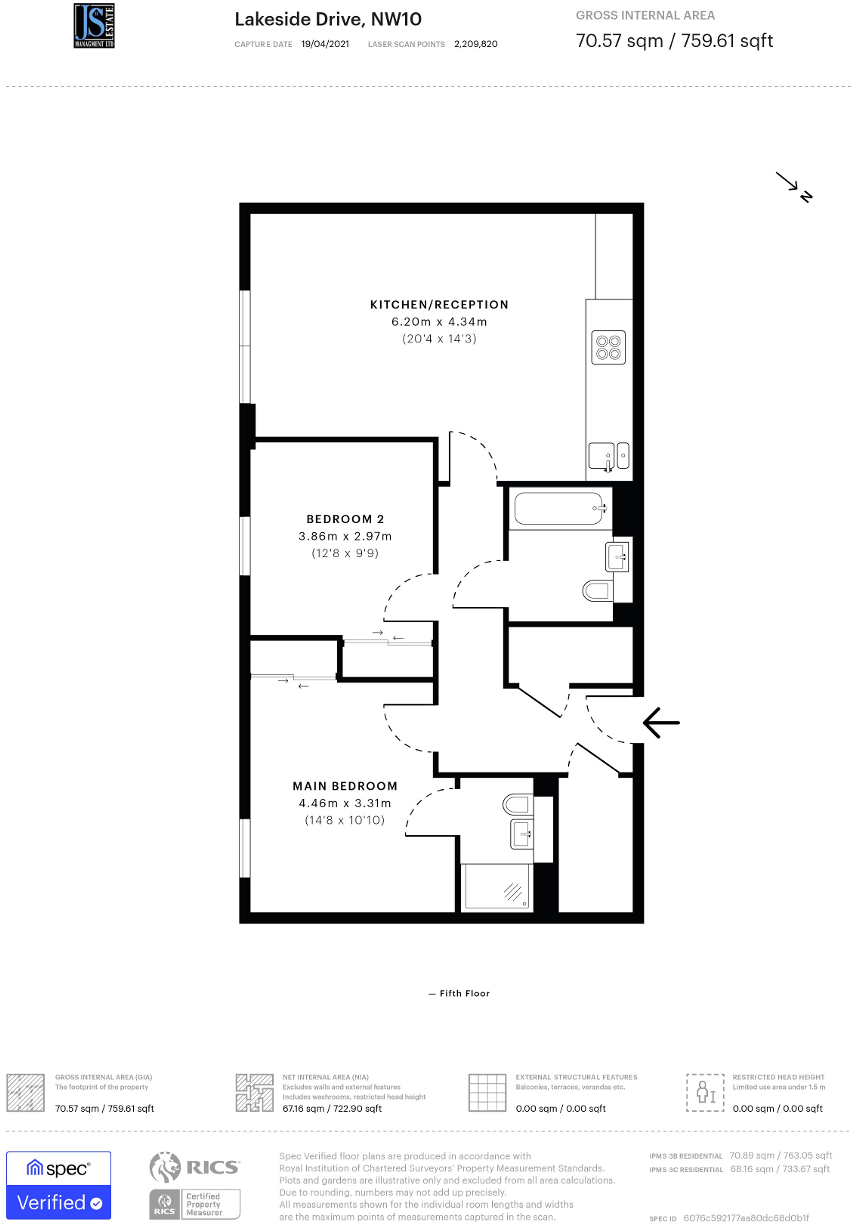 JS
ESTATE
MANAGMENT LTD
Lakeside Drive, NW10
CAPTURE DATE 19/04/2021 LASER SCAN POINTS 2,209,820
GROSS INTERNAL AREA
70.57 sqm / 759.61 sqft
N
KITCHEN/RECEPTION
6.20m x 4.34m
(20'4 x 14'3)
BEDROOM 2
3.86m x 2.97m
(12'8 x 9'9)
MAIN BEDROOM
4.46m x 3.31m
(14'8 x 10'10)
— Fifth Floor
GROSS INTERNAL AREA (GIA)
The footprint of the property
70.57 sqm / 759.61 sqft
NET INTERNAL AREA (NIA)
Excludes walls and external features
Includes washrooms, restricted head height
67.16 sqm / 722.90 sqft
EXTERNAL STRUCTURAL FEATURES
Balconies, terraces, verandas etc.
0.00 sqm / 0.00 sqft
RESTRICTED HEAD HEIGHT
Limited use area under 1.5 m
0.00 sqm / 0.00 sqft
spec®
Verified
RICS
RICS
Certified
Property
Measurer
Spec Verified floor plans are produced in accordance with
Royal Institution of Chartered Surveyors' Property Measurement Standards.
Plots and gardens are illustrative only and excluded from all area calculations.
Due to rounding, numbers may not add up precisely.
All measurements shown for the individual room lengths and widths
are the maximum points of measurements captured in the scan.
IPMS 3B RESIDENTIAL 70.89 sqm / 763.05 sqft
IPMS 3C RESIDENTIAL 68.16 sqm / 733.67 sqft
SPEC ID 6076c592177aa80dc68d0b1f